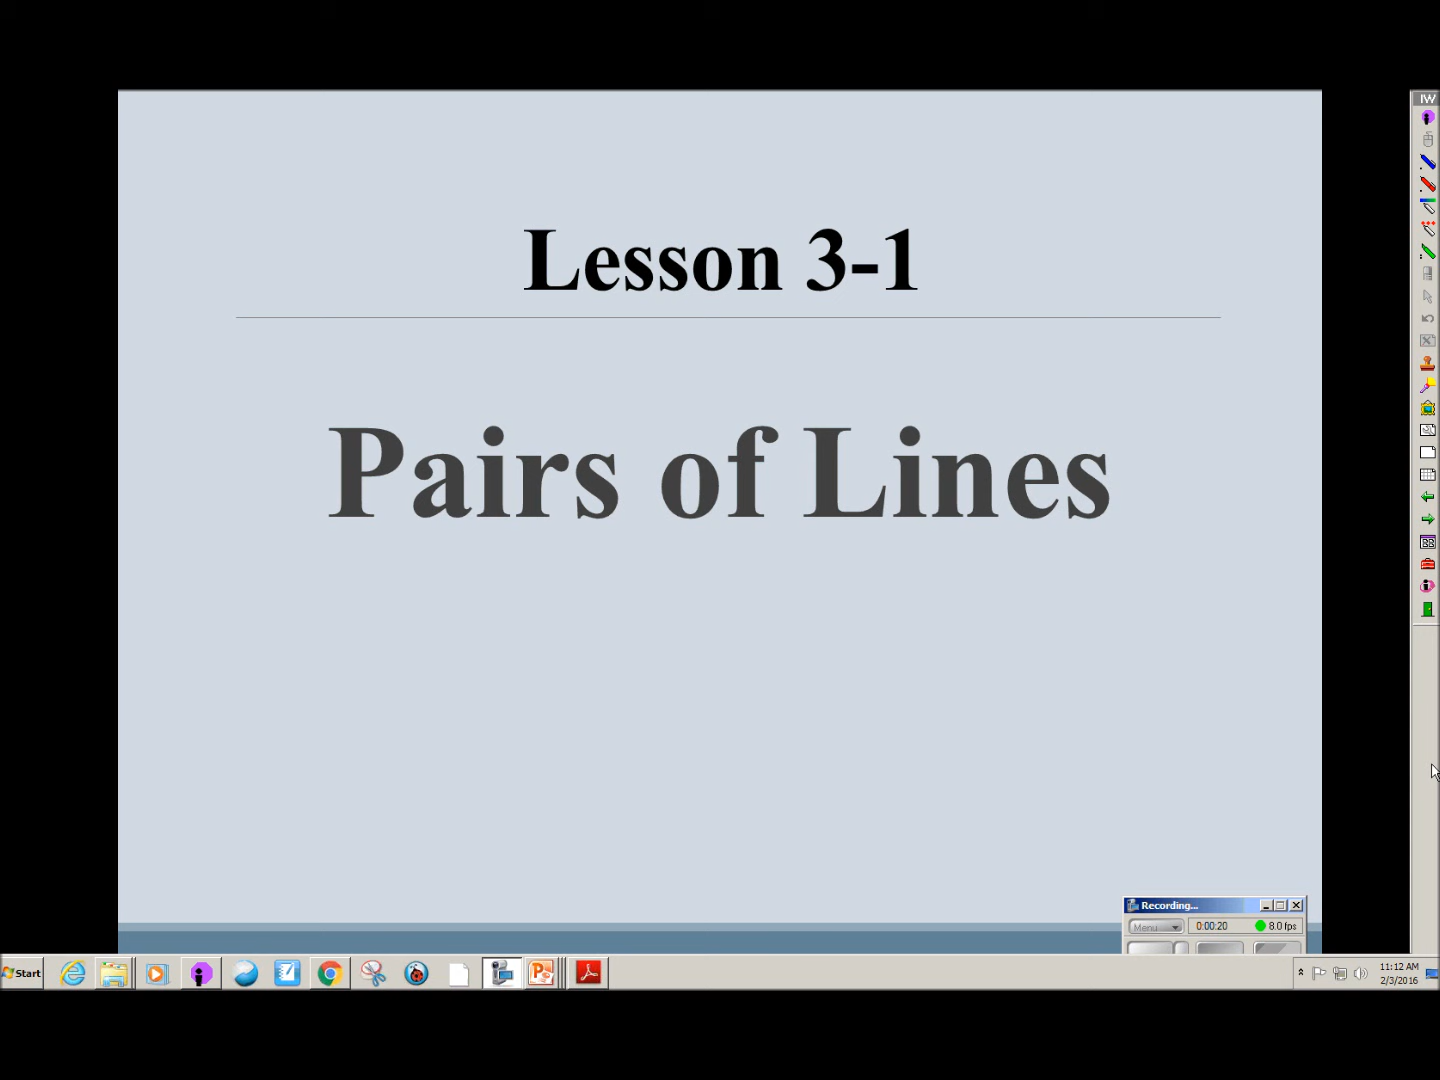 IW
Lesson 3-1
Pairs of Lines
Recording...
Menu
0:00:20
8.0 fps
Start
11:12 AM
2/3/2016